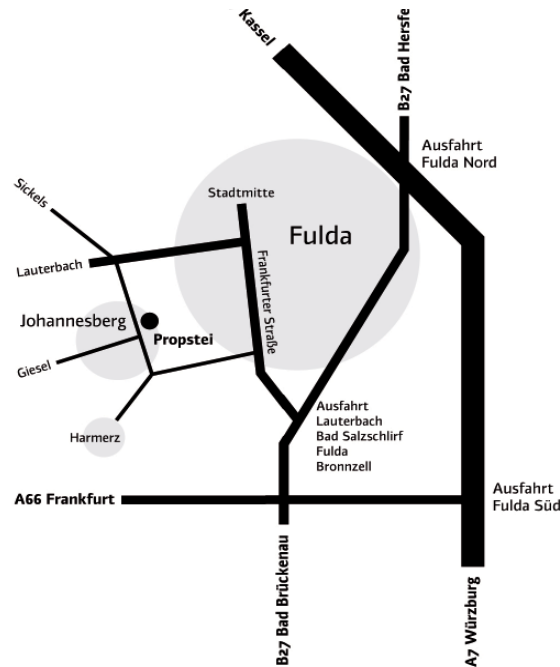 Kassel
B27 Bad Hersfe
Ausfahrt
Fulda Nord
Sickels
Stadtmitte
Fulda
Lauterbach
Frankfurter Straße
Johannesberg
Propstei
Giesel
Harmerz
Ausfahrt
Lauterbach
Bad Salzschlirf
Fulda
Bronnzell
A66 Frankfurt
Ausfahrt
Fulda Süd
B27 Bad Brückenau
A7 Würzburg